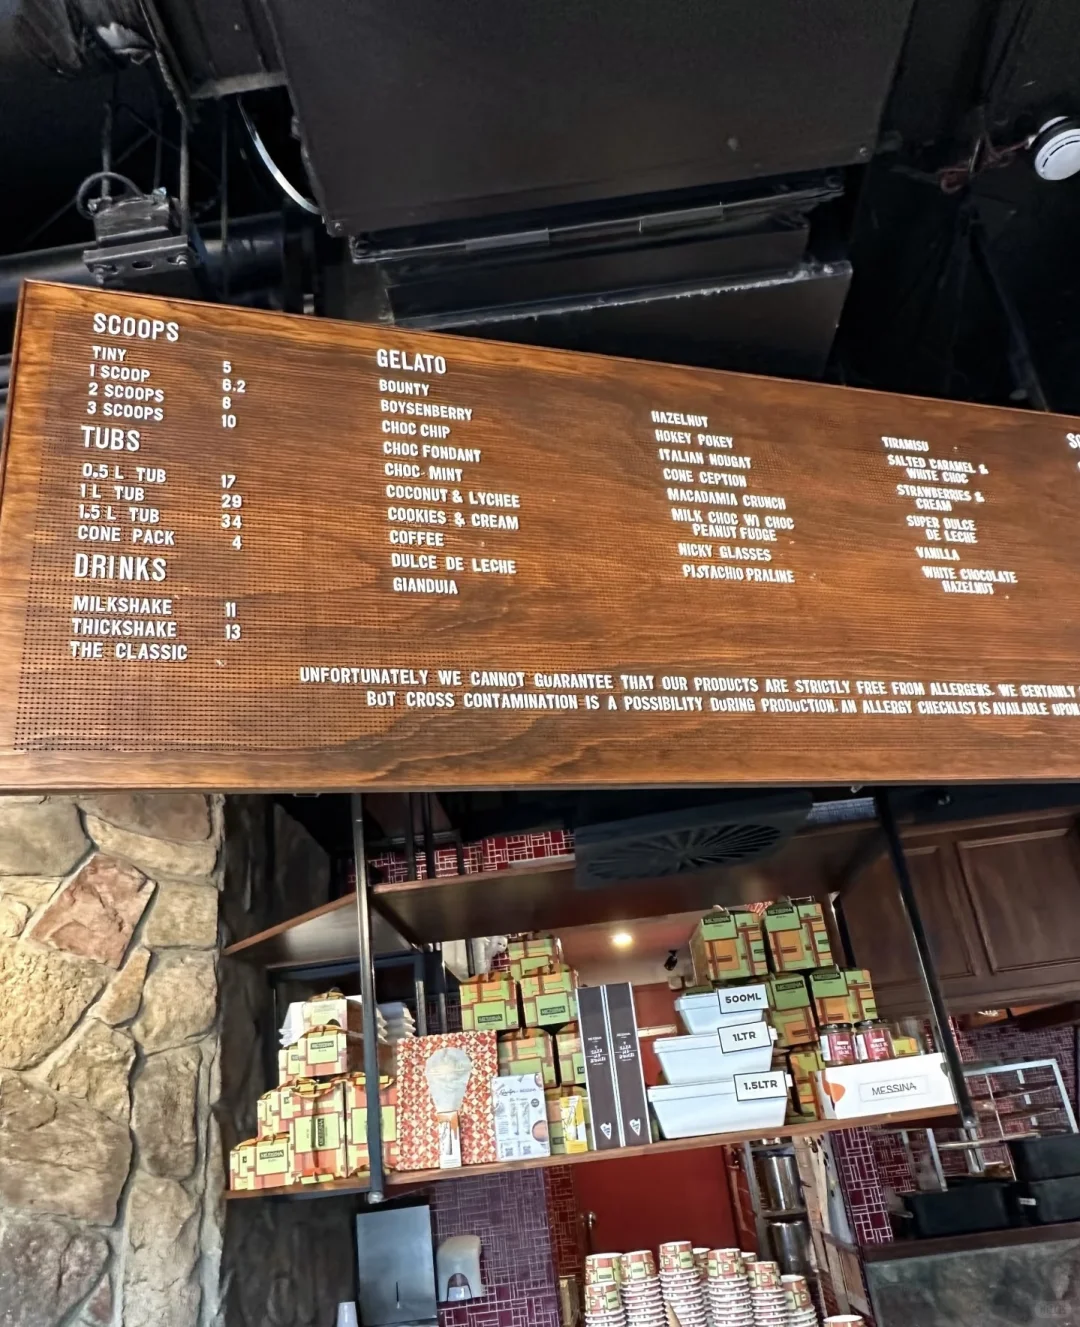 SCOOPS
TINY 5
1 SCOOP 6.2
2 SCOOPS 8
3 SCOOPS 10
TUBS
0.5 L TUB 17
1 L TUB 29
1.5 L TUB 34
CONE PACK 4
DRINKS
MILKSHAKE 11
THICKSHAKE 13
THE CLASSIC
GELATO
BOUNTY
BOYSENBERRY
CHOC CHIP
CHOC FONDANT
CHOC-MINT
COCONUT & LYCHEE
COOKIES & CREAM
COFFEE
DULCE DE LECHE
GIANDUIA
HAZELNUT
HOKEY POKEY
ITALIAN NOUGAT
CONE CEPTION
MACADAMIA CRUNCH
MILK CHOC WI CHOC
PEANUT FUDGE
NICKY GLASSES
PISTACHIO PRALINE
TIRAMISU
SALTED CARAMEL &
WHITE CHOC
STRAWBERRIES &
CREAM
SUPER DULCE
DE LECHE
VANILLA
WHITE CHOCOLATE
HAZELNUT
UNFORTUNATELY WE CANNOT GUARANTEE THAT OUR PRODUCTS ARE STRICTLY FREE FROM ALLERGENS. WE CERTAINLY
BUT CROSS CONTAMINATION IS A POSSIBILITY DURING PRODUCTION. AN ALLERGY CHECKLIST IS AVAILABLE UPON
500ML
1LTR
1.5LTR
MESSINA